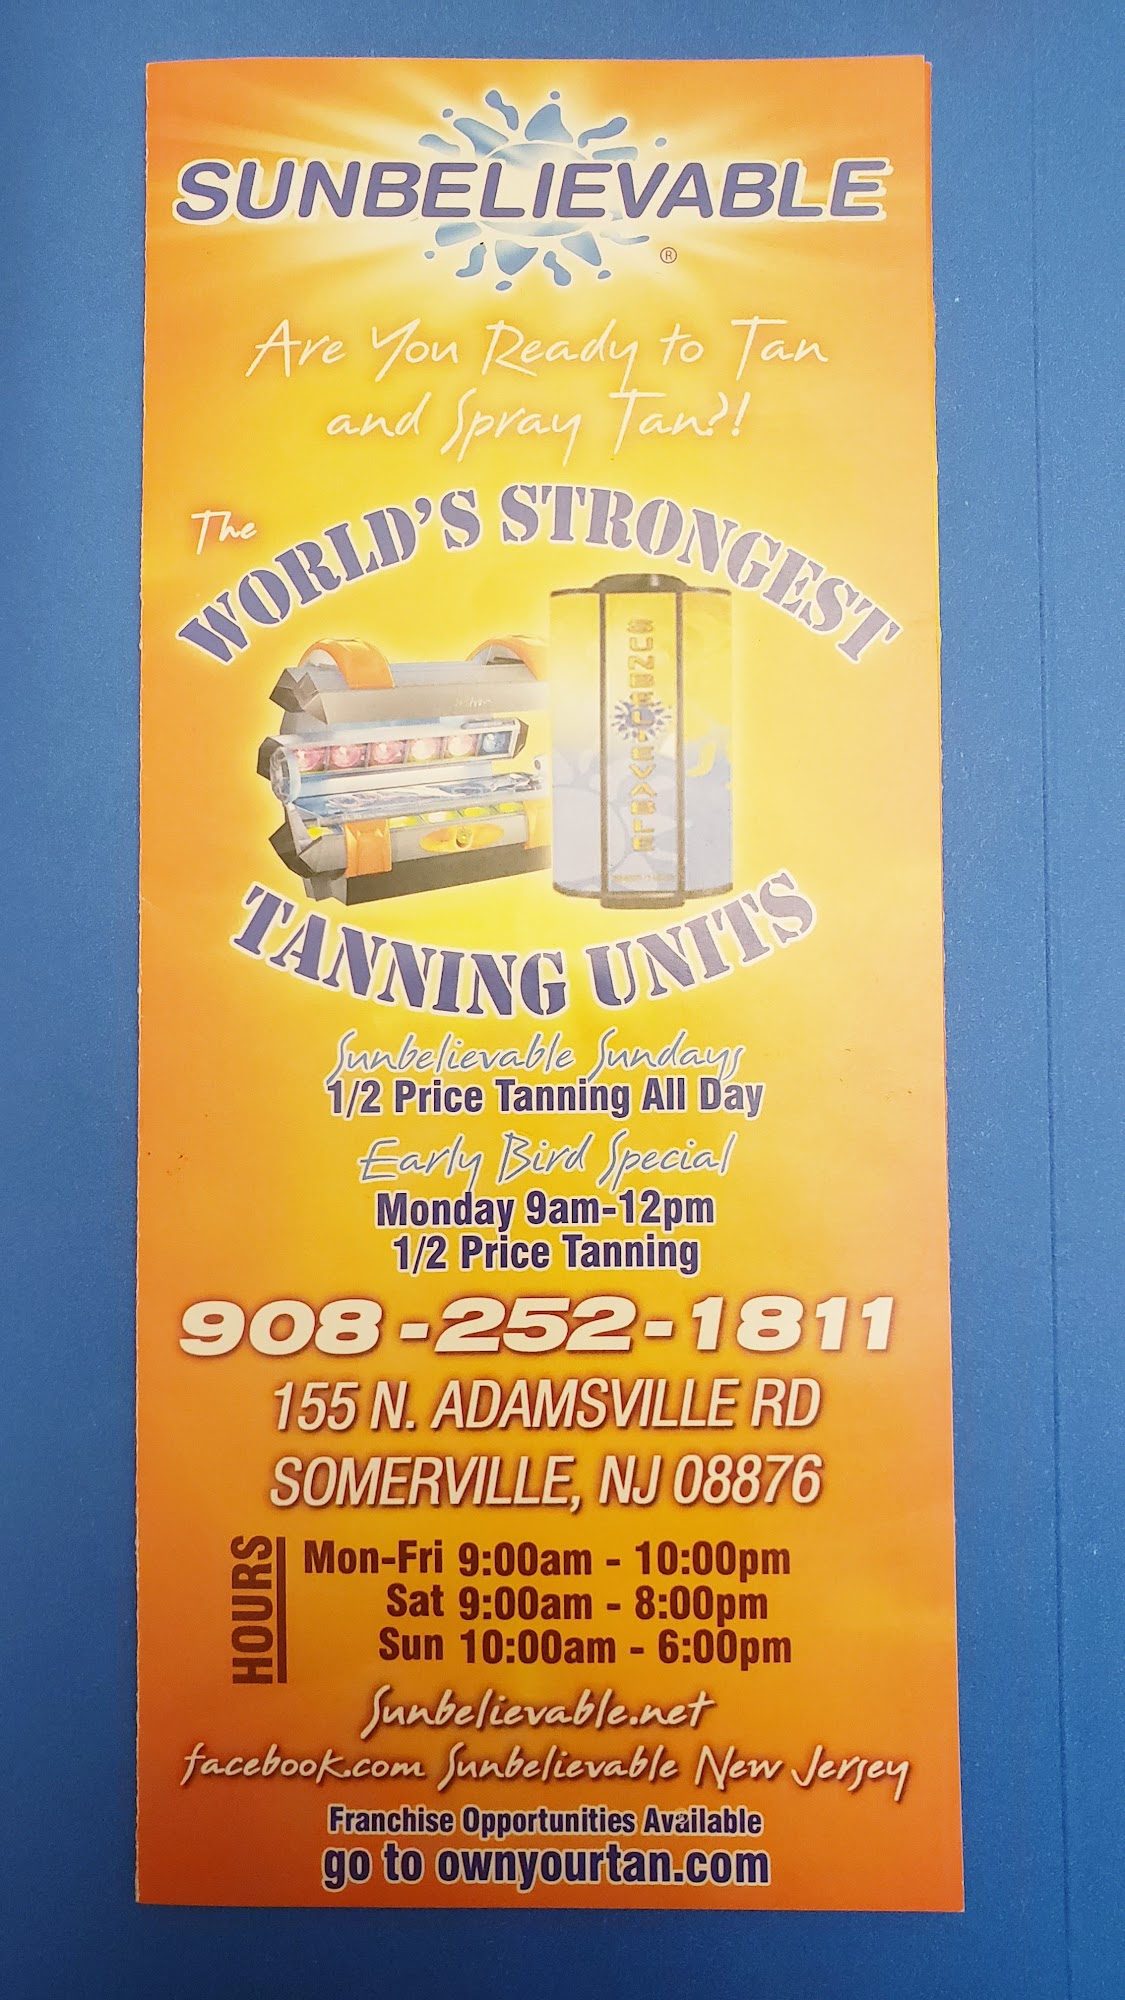 SUNBELIEVABLE
®
Are You Ready to Tan
and Spray Tan?!
The
WORLD'S STRONGEST
SUNBELIEVABLE
TANNING UNITS
Sunbelievable Sundays
1/2 Price Tanning All Day
Early Bird Special
Monday 9am-12pm
1/2 Price Tanning
908-252-1811
155 N. ADAMSVILLE RD
SOMERVILLE, NJ 08876
HOURS
Mon-Fri 9:00am - 10:00pm
Sat 9:00am - 8:00pm
Sun 10:00am - 6:00pm
Sunbelievable.net
facebook.com Sunbelievable New Jersey
Franchise Opportunities Available
go to ownyourtan.com